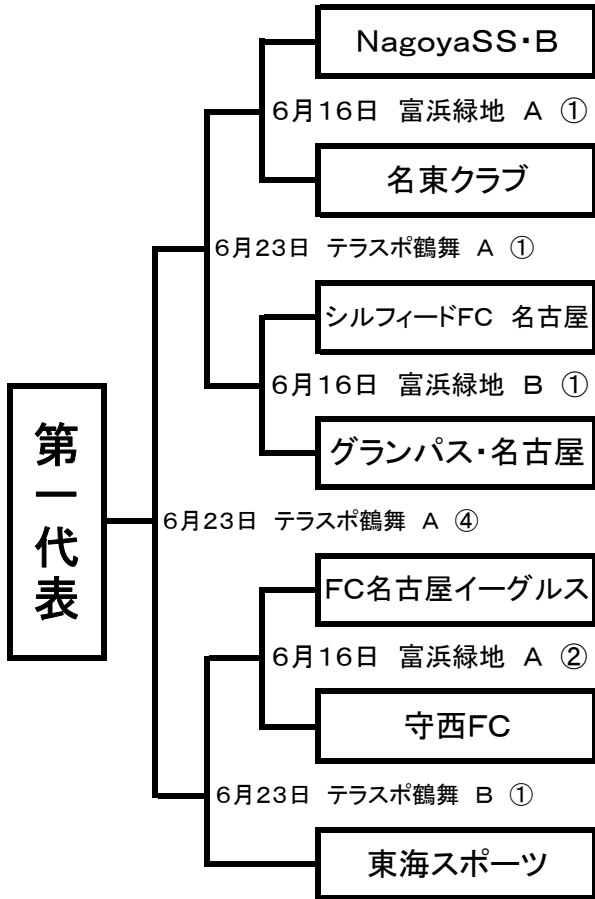 NagoyaSS・B
6月16日　富浜緑地　A　①
名東クラブ
6月23日　テラスポ鶴舞　A　①
シルフィードFC　名古屋
6月16日　富浜緑地　B　①
グランパス・名古屋
第一代表
6月23日　テラスポ鶴舞　A　④
FC名古屋イーグルス
6月16日　富浜緑地　A　②
守西FC
6月23日　テラスポ鶴舞　B　①
東海スポーツ